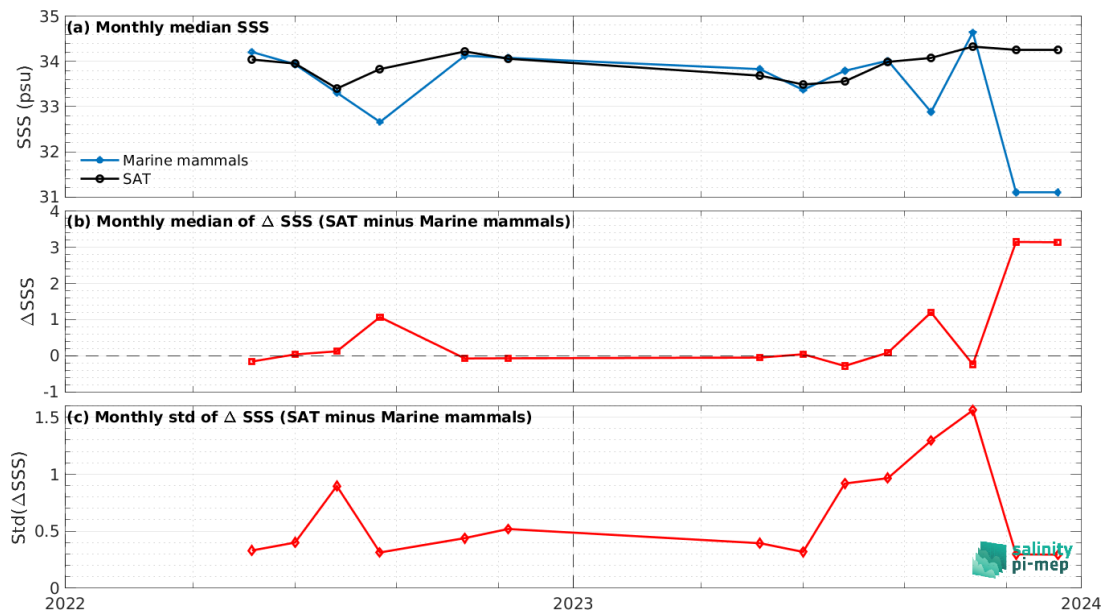 (a) Monthly median SSS
35
34
33
32
31
SSS (psu)
Marine mammals
SAT
(b) Monthly median of Δ SSS (SAT minus Marine mammals)
4
3
2
1
0
-1
ΔSSS
(c) Monthly std of Δ SSS (SAT minus Marine mammals)
1.5
1
0.5
0
Std(ΔSSS)
salinity
pi-mep
2022
2023
2024